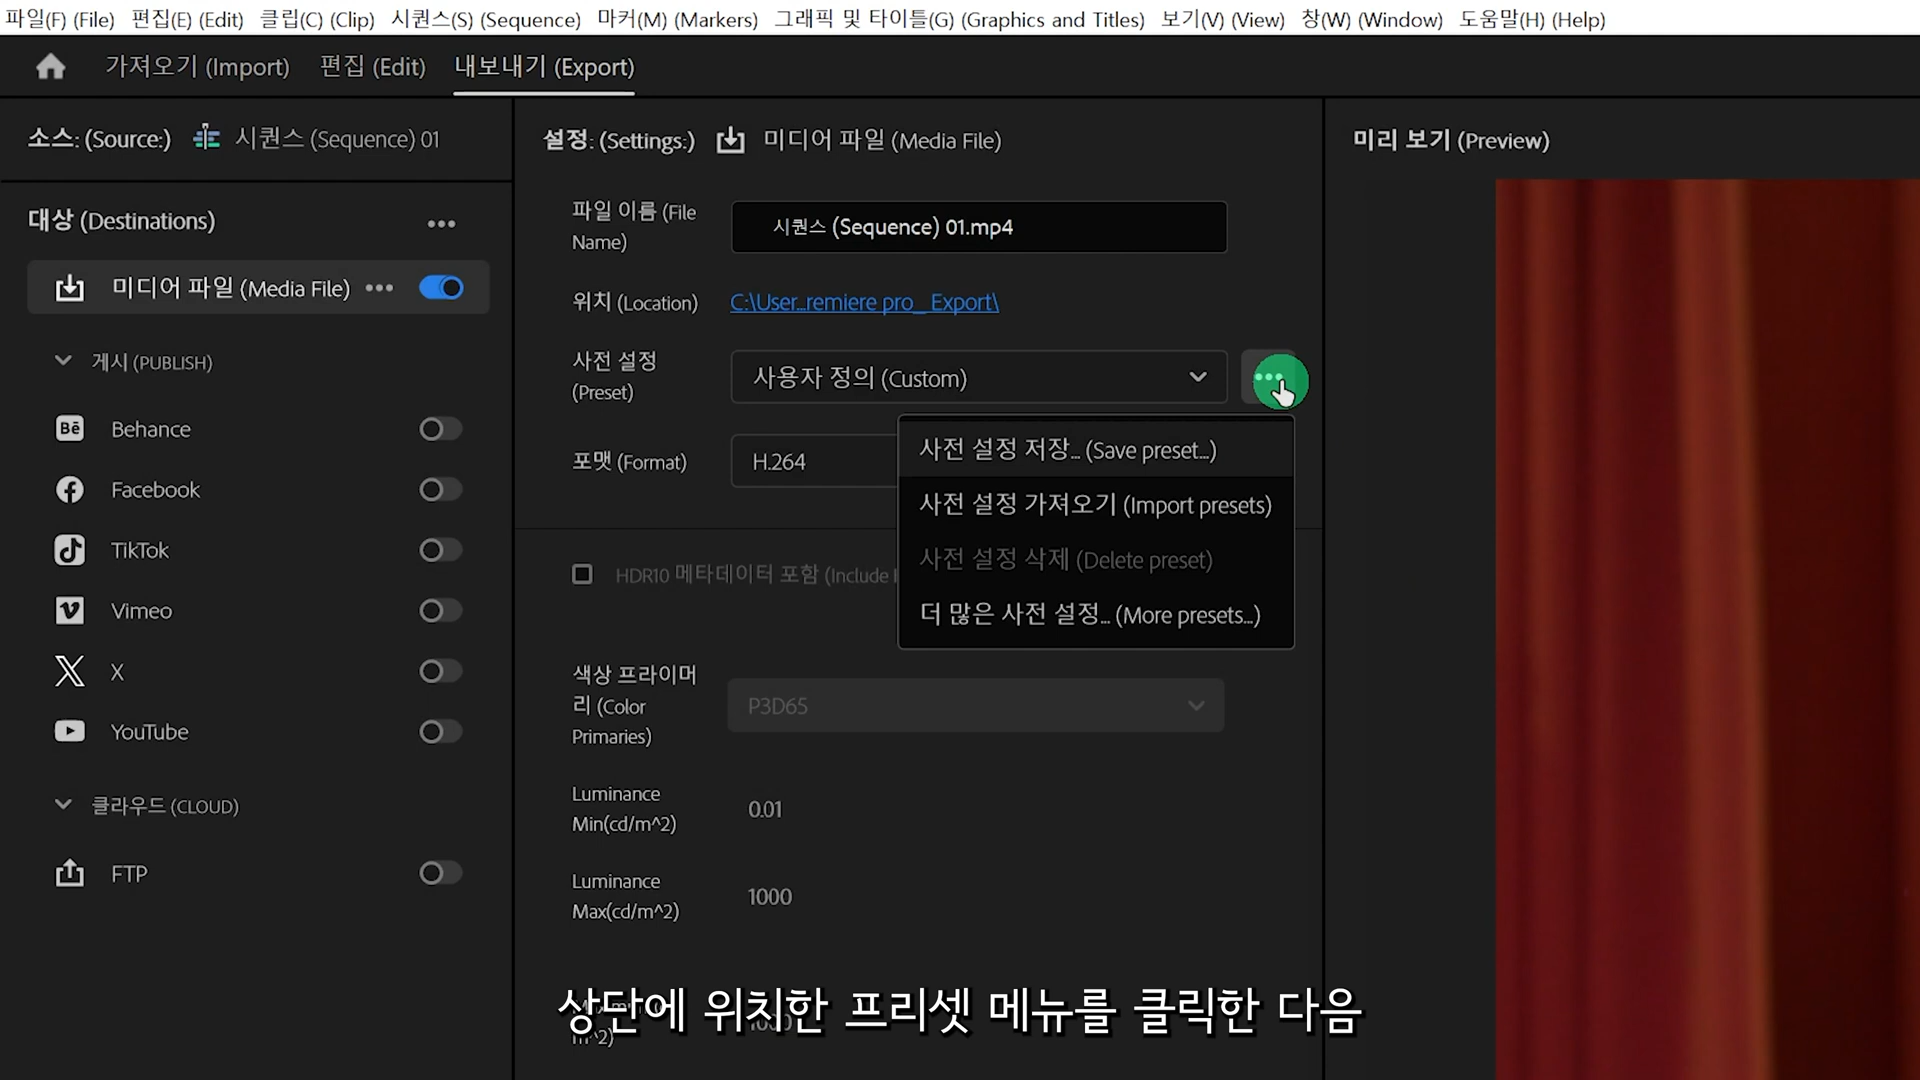 파일(F) (File) 편집(E) (Edit) 클립(C) (Clip) 시퀀스(S) (Sequence) 마커(M) (Markers) 그래픽 및 타이틀(G) (Graphics and Titles) 보기(V) (View) 창(W) (Window) 도움말(H) (Help)
가져오기 (Import) 편집 (Edit) 내보내기 (Export)
소스: (Source:) 시퀀스 (Sequence) 01
대상 (Destinations)
미디어 파일 (Media File)
게시 (PUBLISH)
Bē Behance
Facebook
TikTok
Vimeo
X
YouTube
클라우드 (CLOUD)
FTP
설정: (Settings:) 미디어 파일 (Media File)
파일 이름 (File
Name)
시퀀스 (Sequence) 01.mp4
위치 (Location)
C:\User...remiere pro_ Export\
사전 설정
(Preset)
사용자 정의 (Custom)
포맷 (Format)
H.264
사전 설정 저장... (Save preset...)
사전 설정 가져오기 (Import presets)
사전 설정 삭제 (Delete preset)
더 많은 사전 설정... (More presets...)
HDR10 메타데이터 포함 (Include
색상 프라이머
리 (Color
Primaries)
P3D65
Luminance
Min(cd/m^2)
0.01
Luminance
Max(cd/m^2)
1000
m^2)
미리 보기 (Preview)
상단에 위치한 프리셋 메뉴를 클릭한 다음